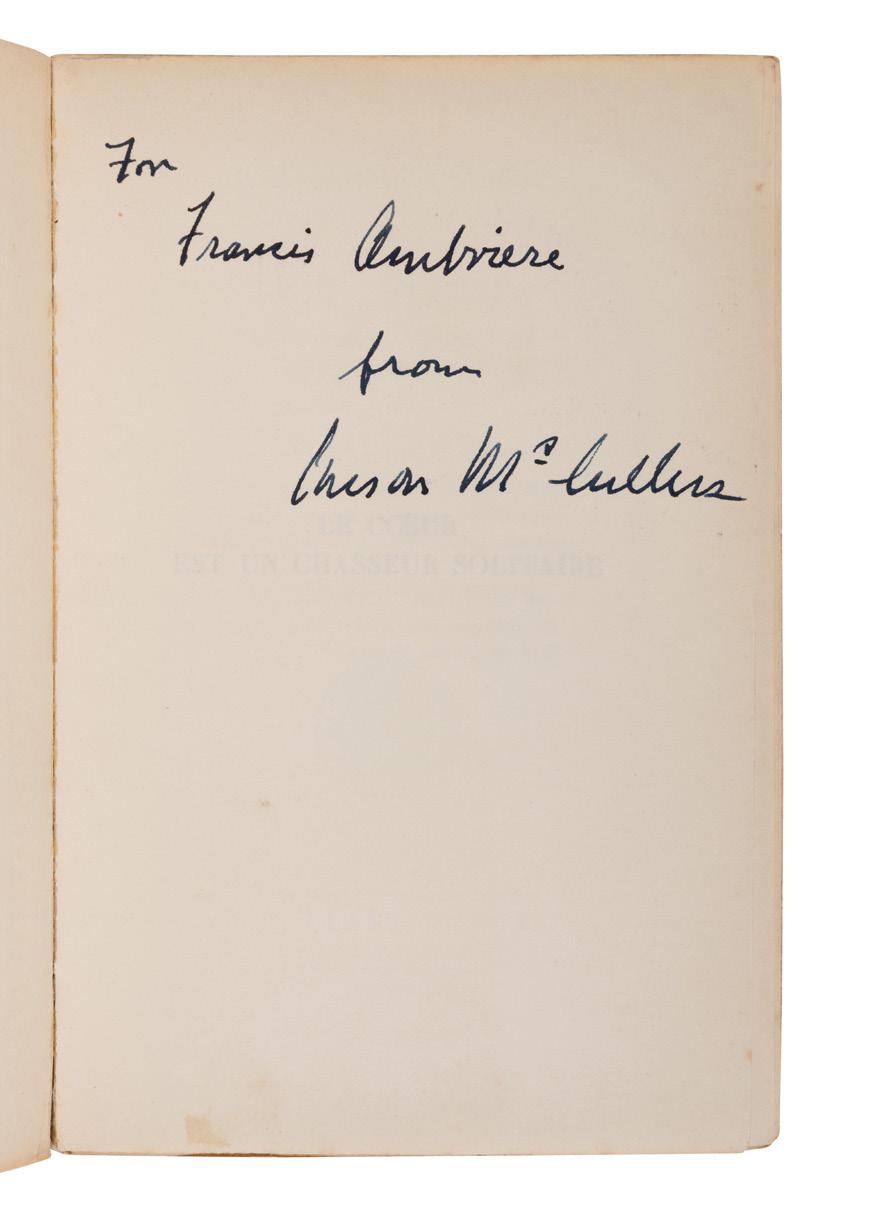 For
Francis Ambriere
from
Carson McCullers
LE CŒUR
EST UN CHASSEUR SOLITAIRE